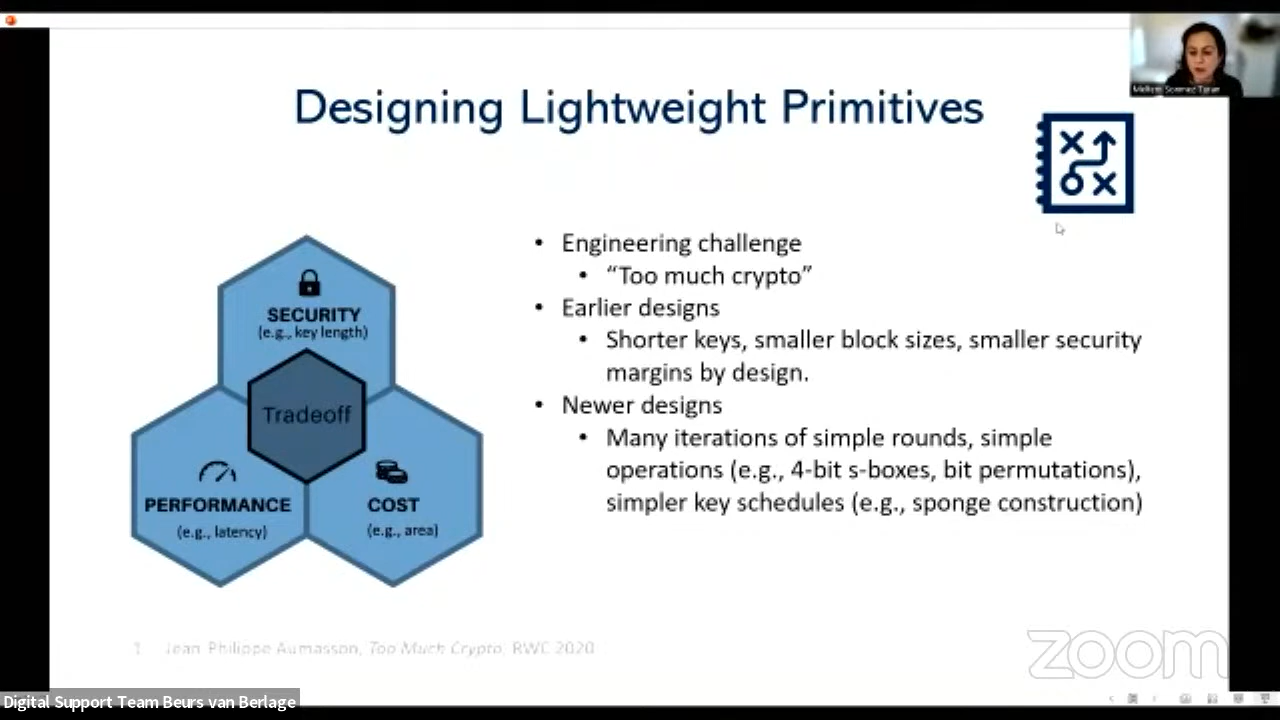 Designing Lightweight Primitives
Meltem Sonmez Turan
SECURITY
(e.g., key length)
Tradeoff
PERFORMANCE
(e.g., latency)
COST
(e.g., area)
• Engineering challenge
• “Too much crypto”
• Earlier designs
• Shorter keys, smaller block sizes, smaller security
margins by design.
• Newer designs
• Many iterations of simple rounds, simple
operations (e.g., 4-bit s-boxes, bit permutations),
simpler key schedules (e.g., sponge construction)
1 Jean-Philippe Aumasson, Too Much Crypto, RWC 2020
zoom
Digital Support Team Beurs van Berlage